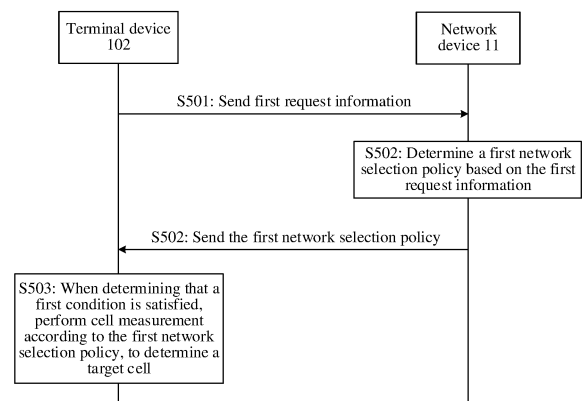 Terminal device
102
Network
device 11
S501: Send first request information
S502: Determine a first network
selection policy based on the first
request information
S502: Send the first network selection policy
S503: When determining that a
first condition is satisfied,
perform cell measurement
according to the first network
selection policy, to determine a
target cell